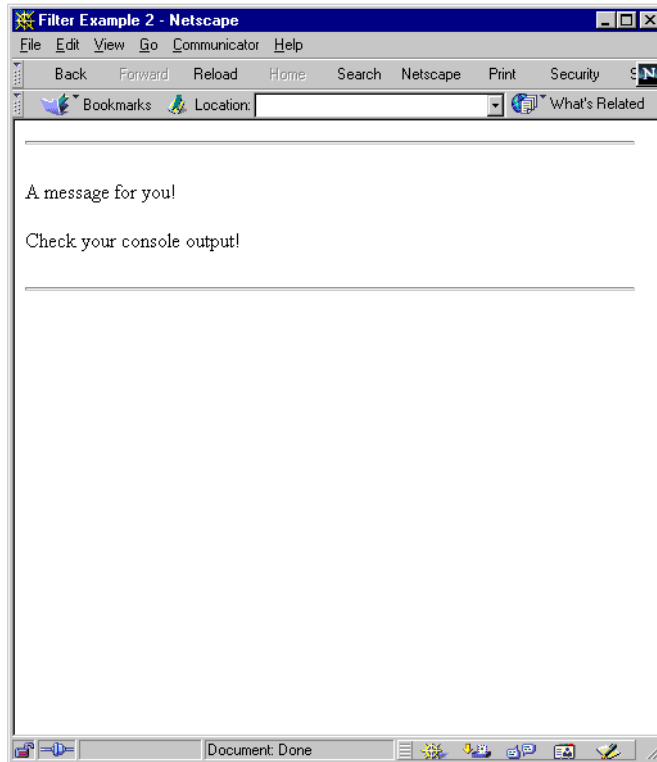 Filter Example 2 - Netscape
File Edit View Go Communicator Help
Back Forward Reload Home Search Netscape Print Security S N
Bookmarks Location: What's Related
A message for you!
Check your console output!
Document: Done